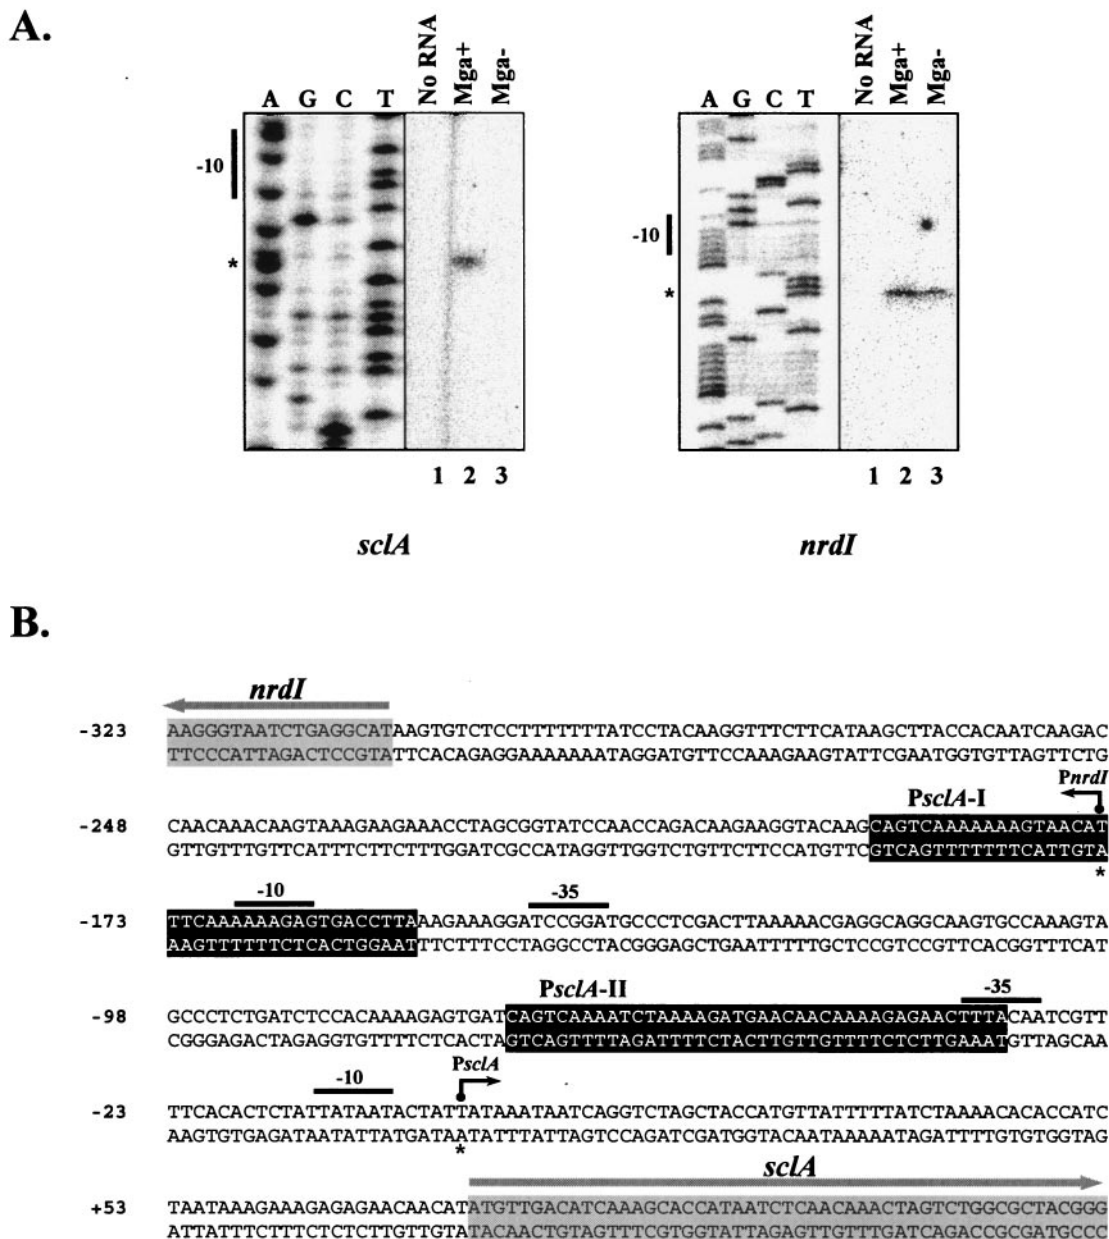 A.
No RNA
Mga+
Mga-
A G C T
-10
*
1 2 3
sclA
No RNA
Mga+
Mga-
A G C T
-10
*
1 2 3
nrdI
B.
nrdI
-323 AAGGGTAATCTGAGGCATAAGTGTCTCCTTTTTTTATCCTACAAGGTTTCTTCATAAGCTTACCACAATCAAGAC
TTCCCATTAGACTCCGTATTCACAGAGGAAAAAAATAGGATGTTCCAAAGAAGTATTCGAATGGTGTTAGTTCTG
PsclA-I PnrdI
-248 CAACAAACAAGTAAAGAAGAAACCTAGCGGTATCCAACCAGACAAGAAGGTACAAGCAGTCAAAAAAAGTAACAT
GTTGTTTGTTCATTTCTTCTTTGGATCGCCATAGGTTGGTCTGTTCTTCCATGTTCGTCAGTTTTTTTCATTGTA
*
-10 -35
-173 TTCAAAAAAGAGTGACCTTAAAGAAAGGATCCGGATGCCCTCGACTTAAAAACGAGGCAGGCAAGTGCCAAAGTA
AAGTTTTTTCTCACTGGAATTTCTTTCCTAGGCCTACGGGAGCTGAATTTTTGCTCCGTCCGTTCACGGTTTCAT
PsclA-II -35
-98 GCCCTCTGATCTCCACAAAAGAGTGATCAGTCAAAATCTAAAAGATGAACAACAAAAGAGAACTTTACAATCGTT
CGGGAGACTAGAGGTGTTTTCTCACTAGTCAGTTTTAGATTTTCTACTTGTTGTTTTCTCTTGAAATGTTAGCAA
-10 PsclA
-23 TTCACACTCTATTATAATACTATTATAAATAATCAGGTCTAGCTACCATGTTATTTTTATCTAAAACACACCATC
AAGTGTGAGATAATATTATGATAATATTTATTAGTCCAGATCGATGGTACAATAAAAATAGATTTTGTGTGGTAG
*
sclA
+53 TAATAAAGAAAGAGAGAACAACATATGTTGACATCAAAGCACCATAATCTCAACAAACTAGTCTGGCGCTACGGG
ATTATTTCTTTCTCTCTTGTTGTATACAACTGTAGTTTCGTGGTATTAGAGTTGTTTGATCAGACCGCGATGCCC